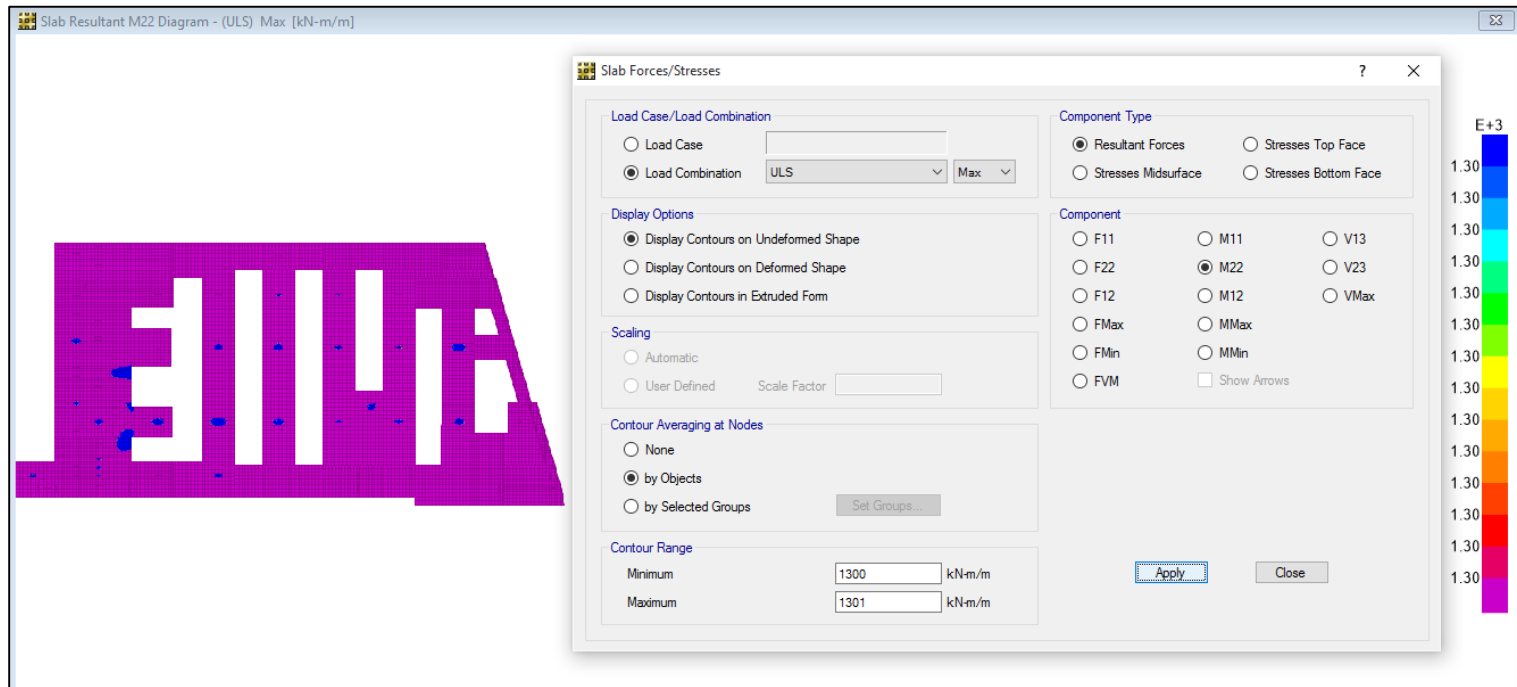 Slab Resultant M22 Diagram - (ULS)  Max  [kN-m/m]
Slab Forces/Stresses
?
Load Case/Load Combination
Load Case
Load Combination
ULS
Max
Display Options
Display Contours on Undeformed Shape
Display Contours on Deformed Shape
Display Contours in Extruded Form
Scaling
Automatic
User Defined
Scale Factor
Contour Averaging at Nodes
None
by Objects
by Selected Groups
Set Groups...
Contour Range
Minimum
1300
kN-m/m
Maximum
1301
kN-m/m
Component Type
Resultant Forces
Stresses Top Face
Stresses Midsurface
Stresses Bottom Face
Component
F11
M11
V13
F22
M22
V23
F12
M12
VMax
FMax
MMax
FMin
MMin
FVM
Show Arrows
Apply
Close
E+3
1.30
1.30
1.30
1.30
1.30
1.30
1.30
1.30
1.30
1.30
1.30
1.30
1.30
1.30